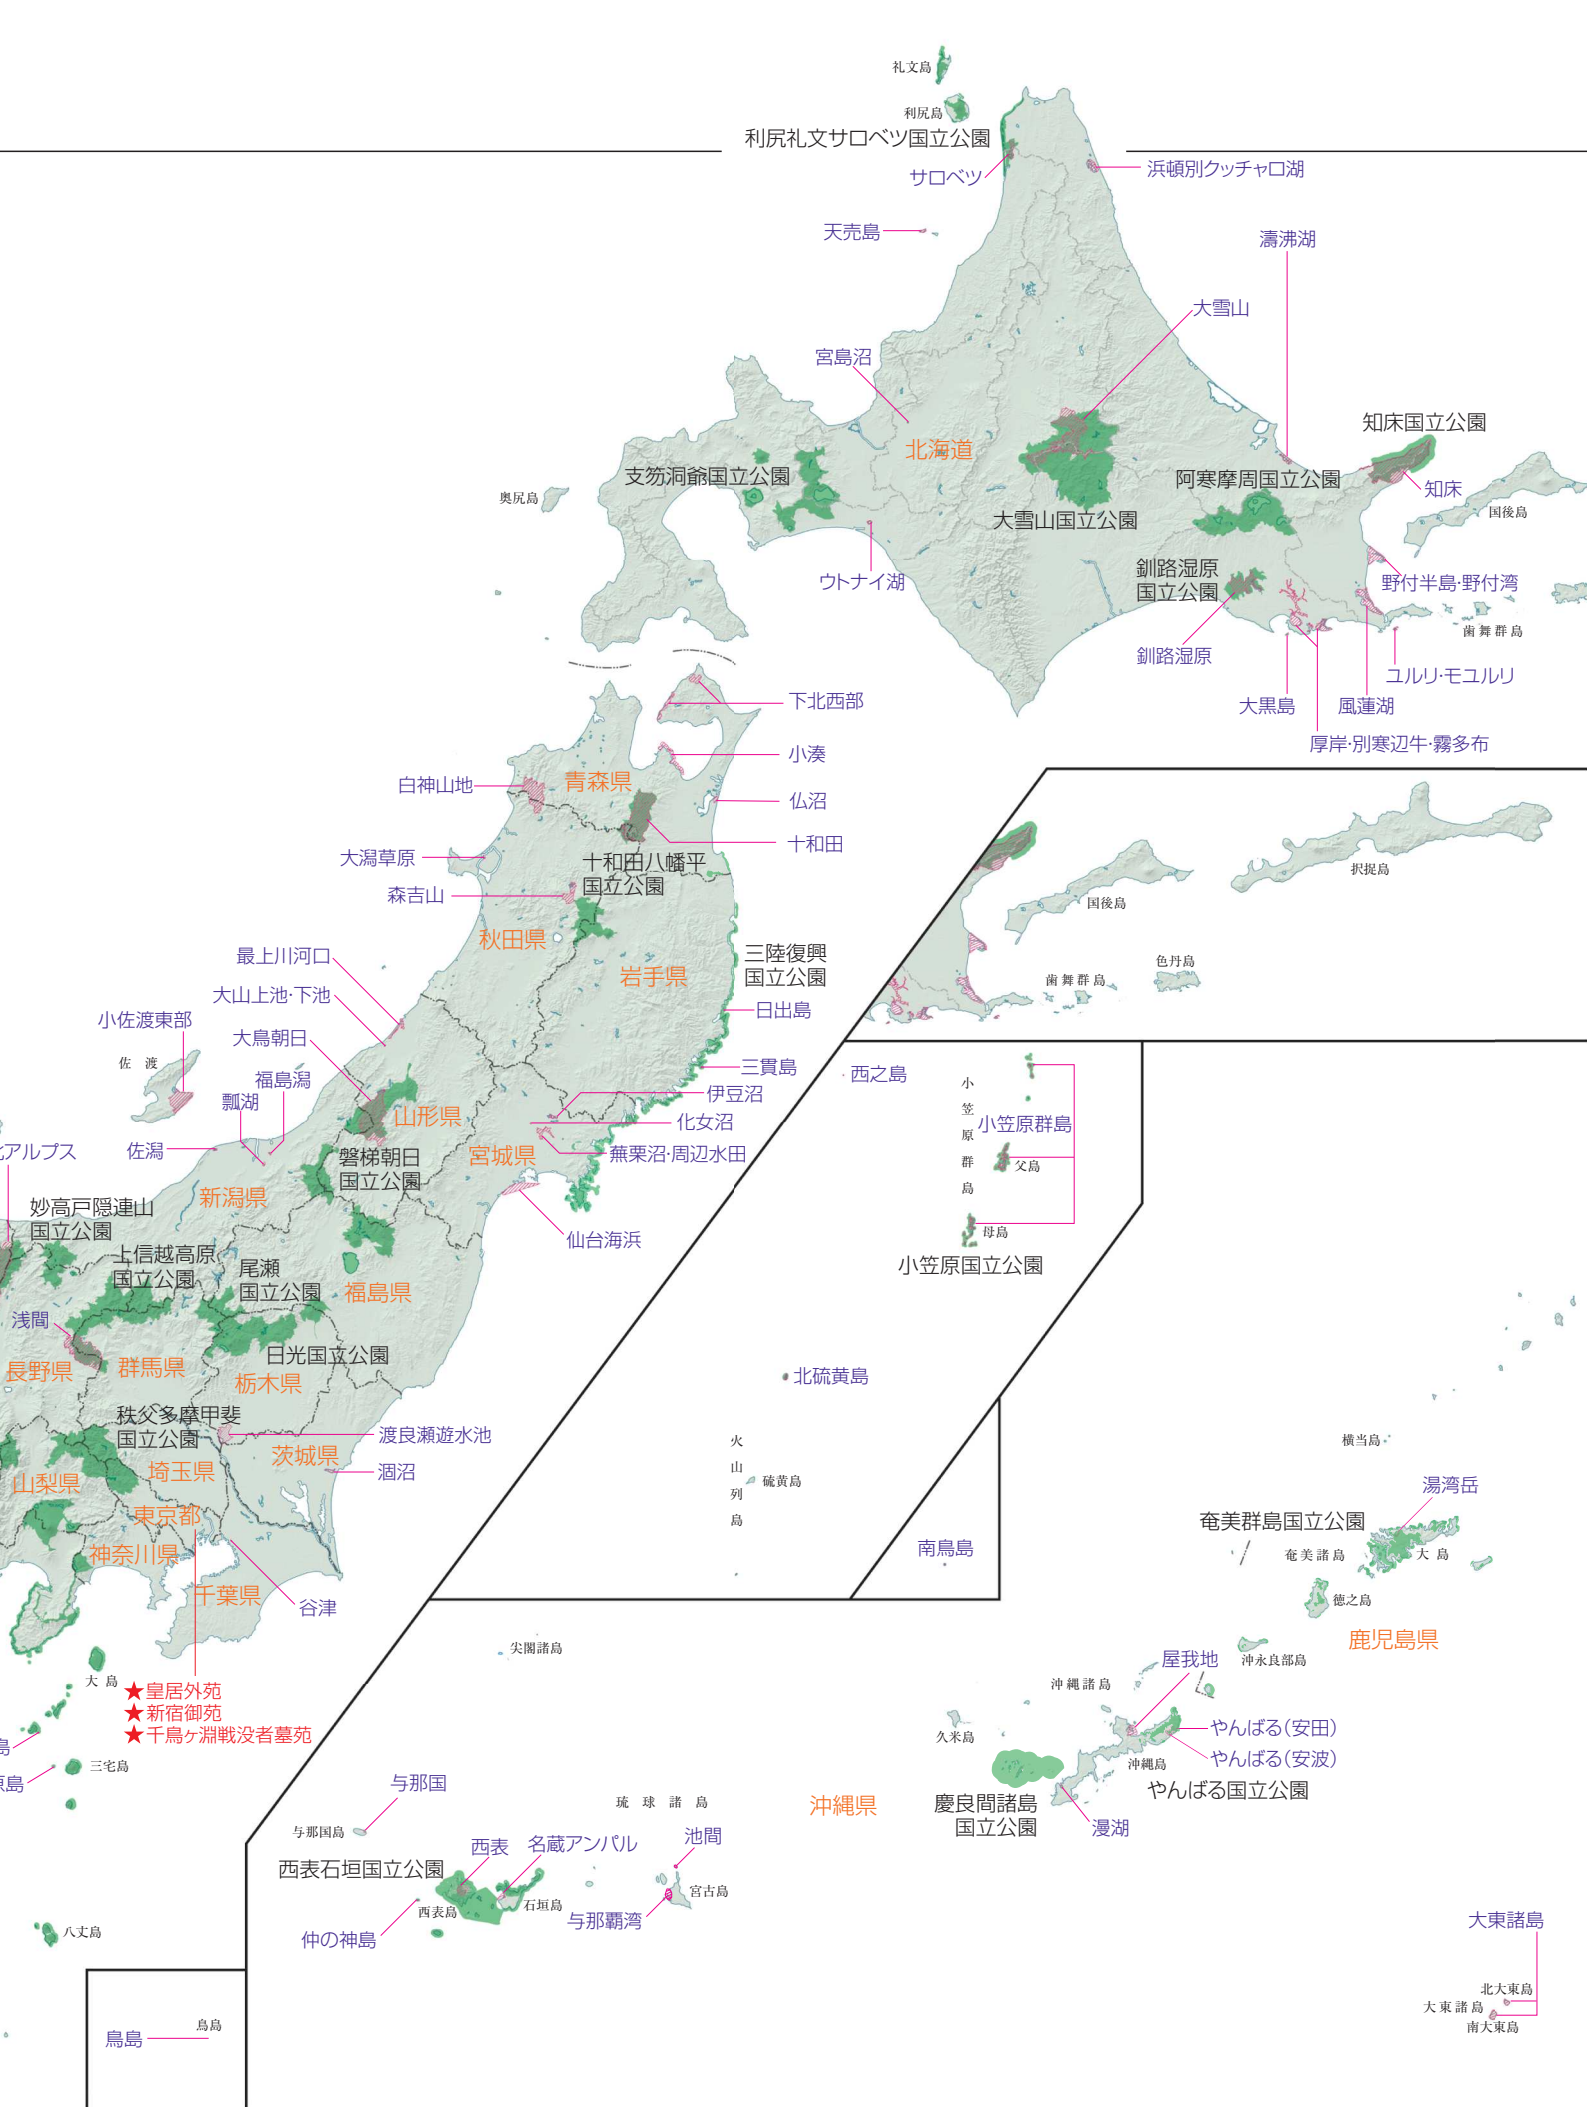 礼文島
利尻島
利尻礼文サロベツ国立公園
サロベツ
浜頓別クッチャロ湖
天売島
濤沸湖
大雪山
宮島沼
北海道
知床国立公園
支笏洞爺国立公園
阿寒摩周国立公園
知床
奥尻島
国後島
大雪山国立公園
ウトナイ湖
釧路湿原
国立公園
野付半島・野付湾
歯舞群島
釧路湿原
ユルリ・モユルリ
大黒島
風蓮湖
厚岸・別寒辺牛・霧多布
下北西部
小湊
白神山地
青森県
仏沼
十和田
大潟草原
十和田八幡平
国立公園
森吉山
秋田県
岩手県
三陸復興
国立公園
日出島
最上川河口
大山上池・下池
小佐渡東部
大鳥朝日
佐渡
福島潟
瓢湖
三貫島
伊豆沼
化女沼
蕪栗沼・周辺水田
山形県
宮城県
佐潟
北アルプス
磐梯朝日
国立公園
新潟県
仙台海浜
妙高戸隠連山
国立公園
上信越高原
国立公園
尾瀬
国立公園
福島県
浅間
長野県
群馬県
日光国立公園
栃木県
秩父多摩甲斐
国立公園
渡良瀬遊水池
茨城県
涸沼
山梨県
埼玉県
東京都
神奈川県
千葉県
谷津
大島
★皇居外苑
★新宿御苑
★千鳥ヶ淵戦没者墓苑
島
原島
三宅島
八丈島
鳥島
鳥島
択捉島
国後島
色丹島
歯舞群島
西之島
小笠原群島
小笠原群島
父島
母島
小笠原国立公園
北硫黄島
火山列島
硫黄島
南鳥島
横当島
湯湾岳
奄美群島国立公園
奄美諸島
大島
徳之島
鹿児島県
沖永良部島
屋我地
沖縄諸島
久米島
やんばる(安田)
やんばる(安波)
沖縄島
やんばる国立公園
慶良間諸島
国立公園
漫湖
沖縄県
尖閣諸島
与那国
与那国島
琉球諸島
西表石垣国立公園
西表
名蔵アンパル
池間
宮古島
石垣島
西表島
与那覇湾
仲の神島
大東諸島
北大東島
大東諸島
南大東島